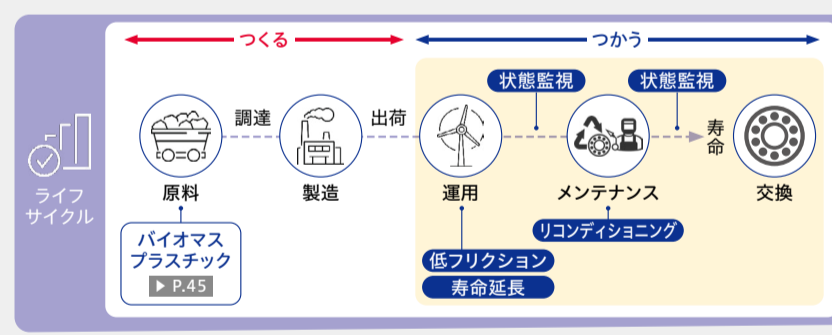 つくる
つかう
状態監視
状態監視
調達
出荷
寿命
ライフ
サイクル
原料
製造
運用
メンテナンス
交換
バイオマス
プラスチック
▶ P.45
リコンディショニング
低フリクション
寿命延長